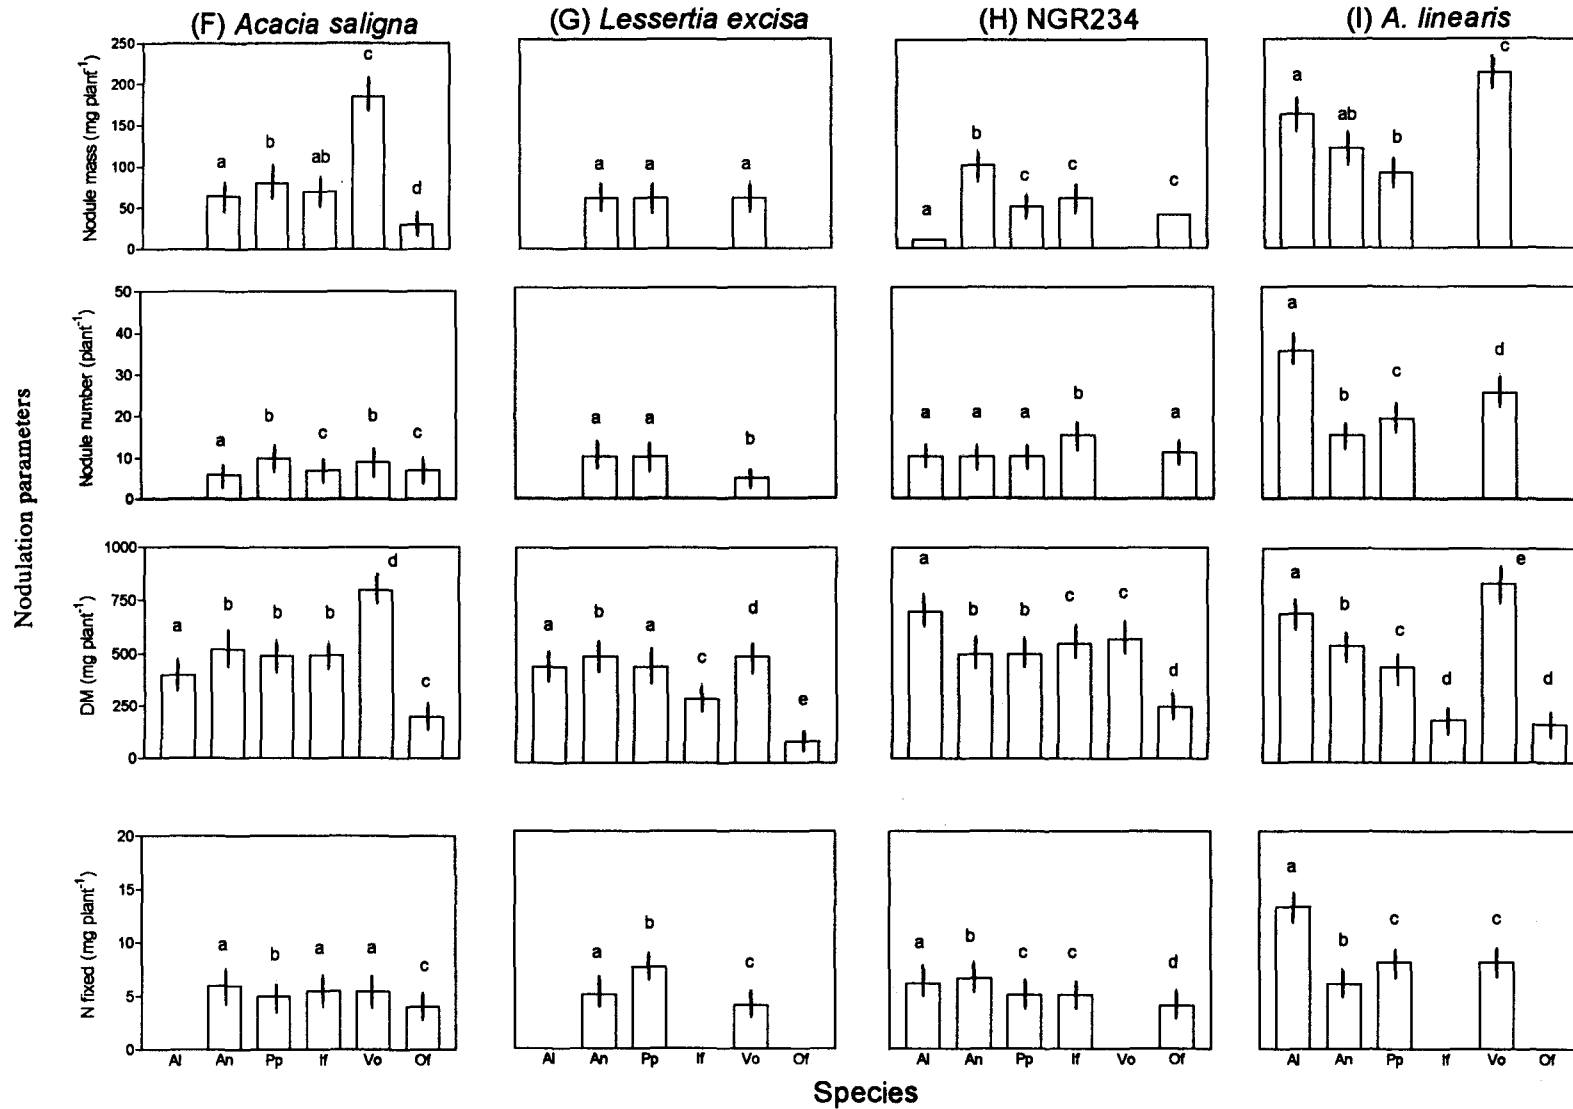 (F) Acacia saligna
(G) Lessertia excisa
(H) NGR234
(I) A. linearis
Nodulation parameters
Nodule mass (mg plant⁻¹)
250
200
150
100
50
0
a b ab c d
a a a
a b c c c
a ab b c
Nodule number (plant⁻¹)
50
40
30
20
10
0
a b c b c
a a b
a a a b a
a b c d
DM (mg plant⁻¹)
1000
750
500
250
0
a b b b d c
a b a c d e
a b b c c d
a b c d e d
N fixed (mg plant⁻¹)
20
15
10
5
0
a b a a c
a b c
a b c c d
a b c c
Al An Pp If Vo Of
Al An Pp If Vo Of
Al An Pp If Vo Of
Al An Pp If Vo Of
Species